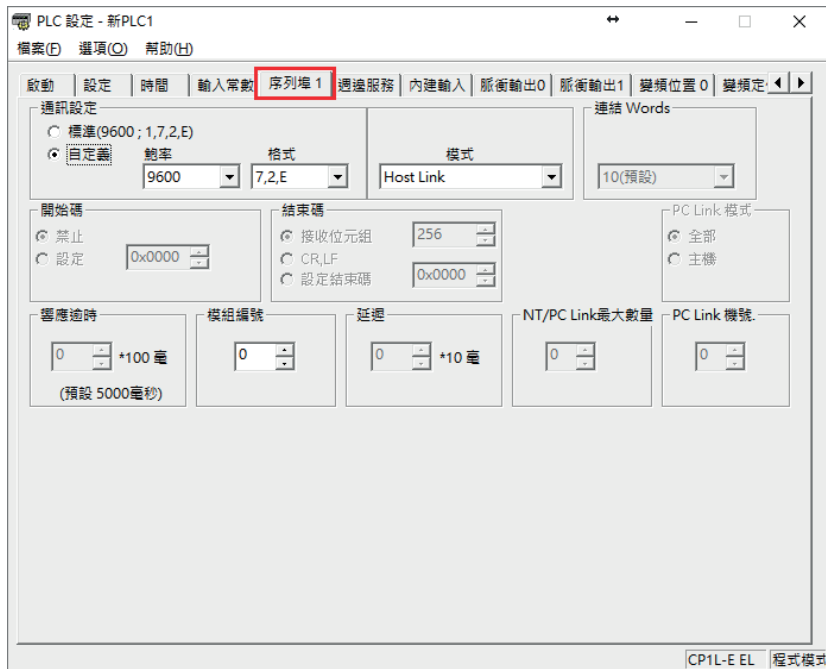 PLC 設定 - 新PLC1
檔案(F) 選項(O) 幫助(H)
啟動 設定 時間 輸入常數 序列埠 1 週邊服務 內建輸入 脈衝輸出0 脈衝輸出1 變頻位置 0 變頻定
通訊設定 連結 Words
標準(9600 ; 1,7,2,E)
自定義 鮑率 格式 模式
9600 7,2,E Host Link 10(預設)
開始碼 結束碼 PC Link 模式
禁止 接收位元組 256 全部
設定 0x0000 CR,LF 主機
設定結束碼 0x0000
響應逾時 模組編號 延遲 NT/PC Link最大數量 PC Link 機號.
0 *100 毫 0 0 *10 毫 0 0
(預設 5000毫秒)
CP1L-E EL 程式模式